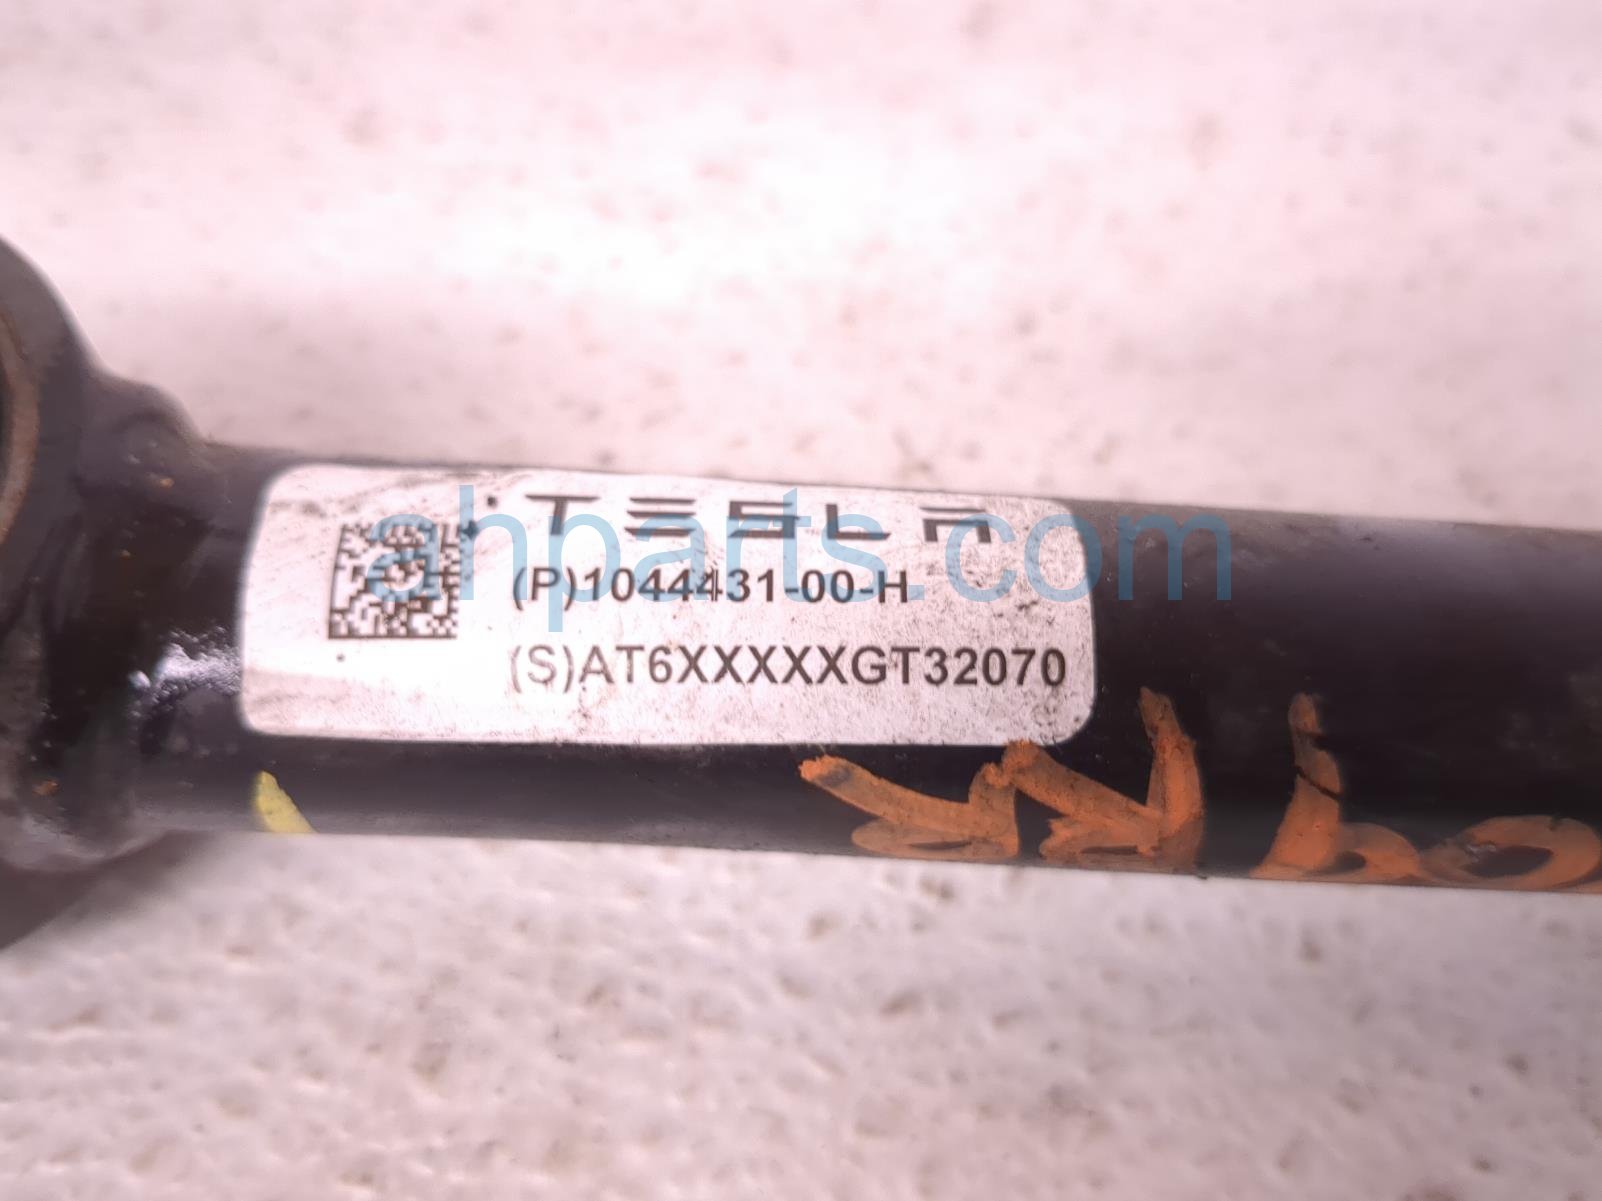 TESLA
(P)1044431-00-H
(S)AT6XXXXXGT32070
ahparts.com